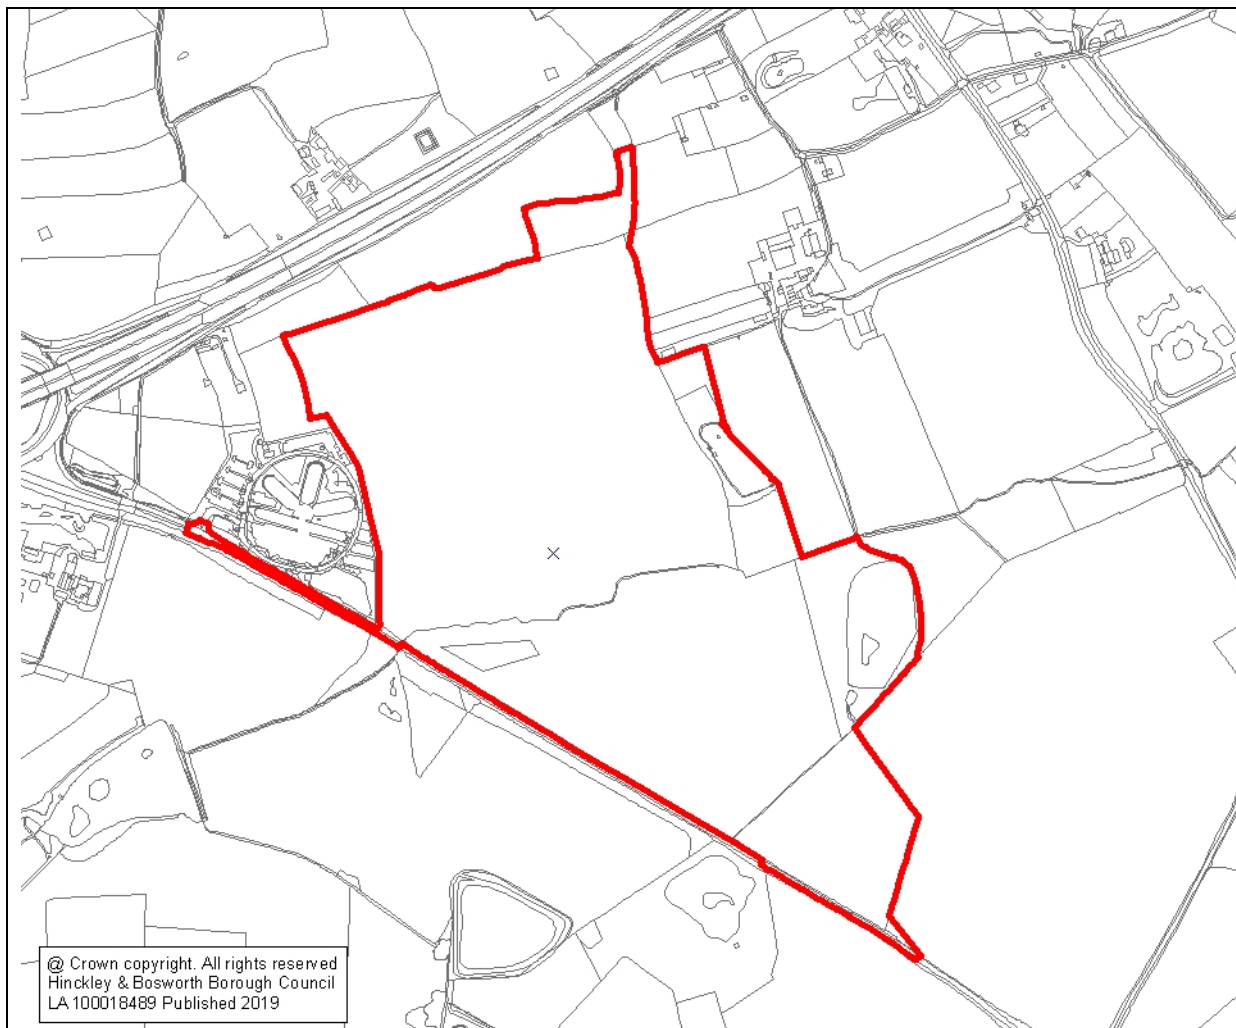 @ Crown copyright. All rights reserved
Hinckley & Bosworth Borough Council
LA 100018489 Published 2019